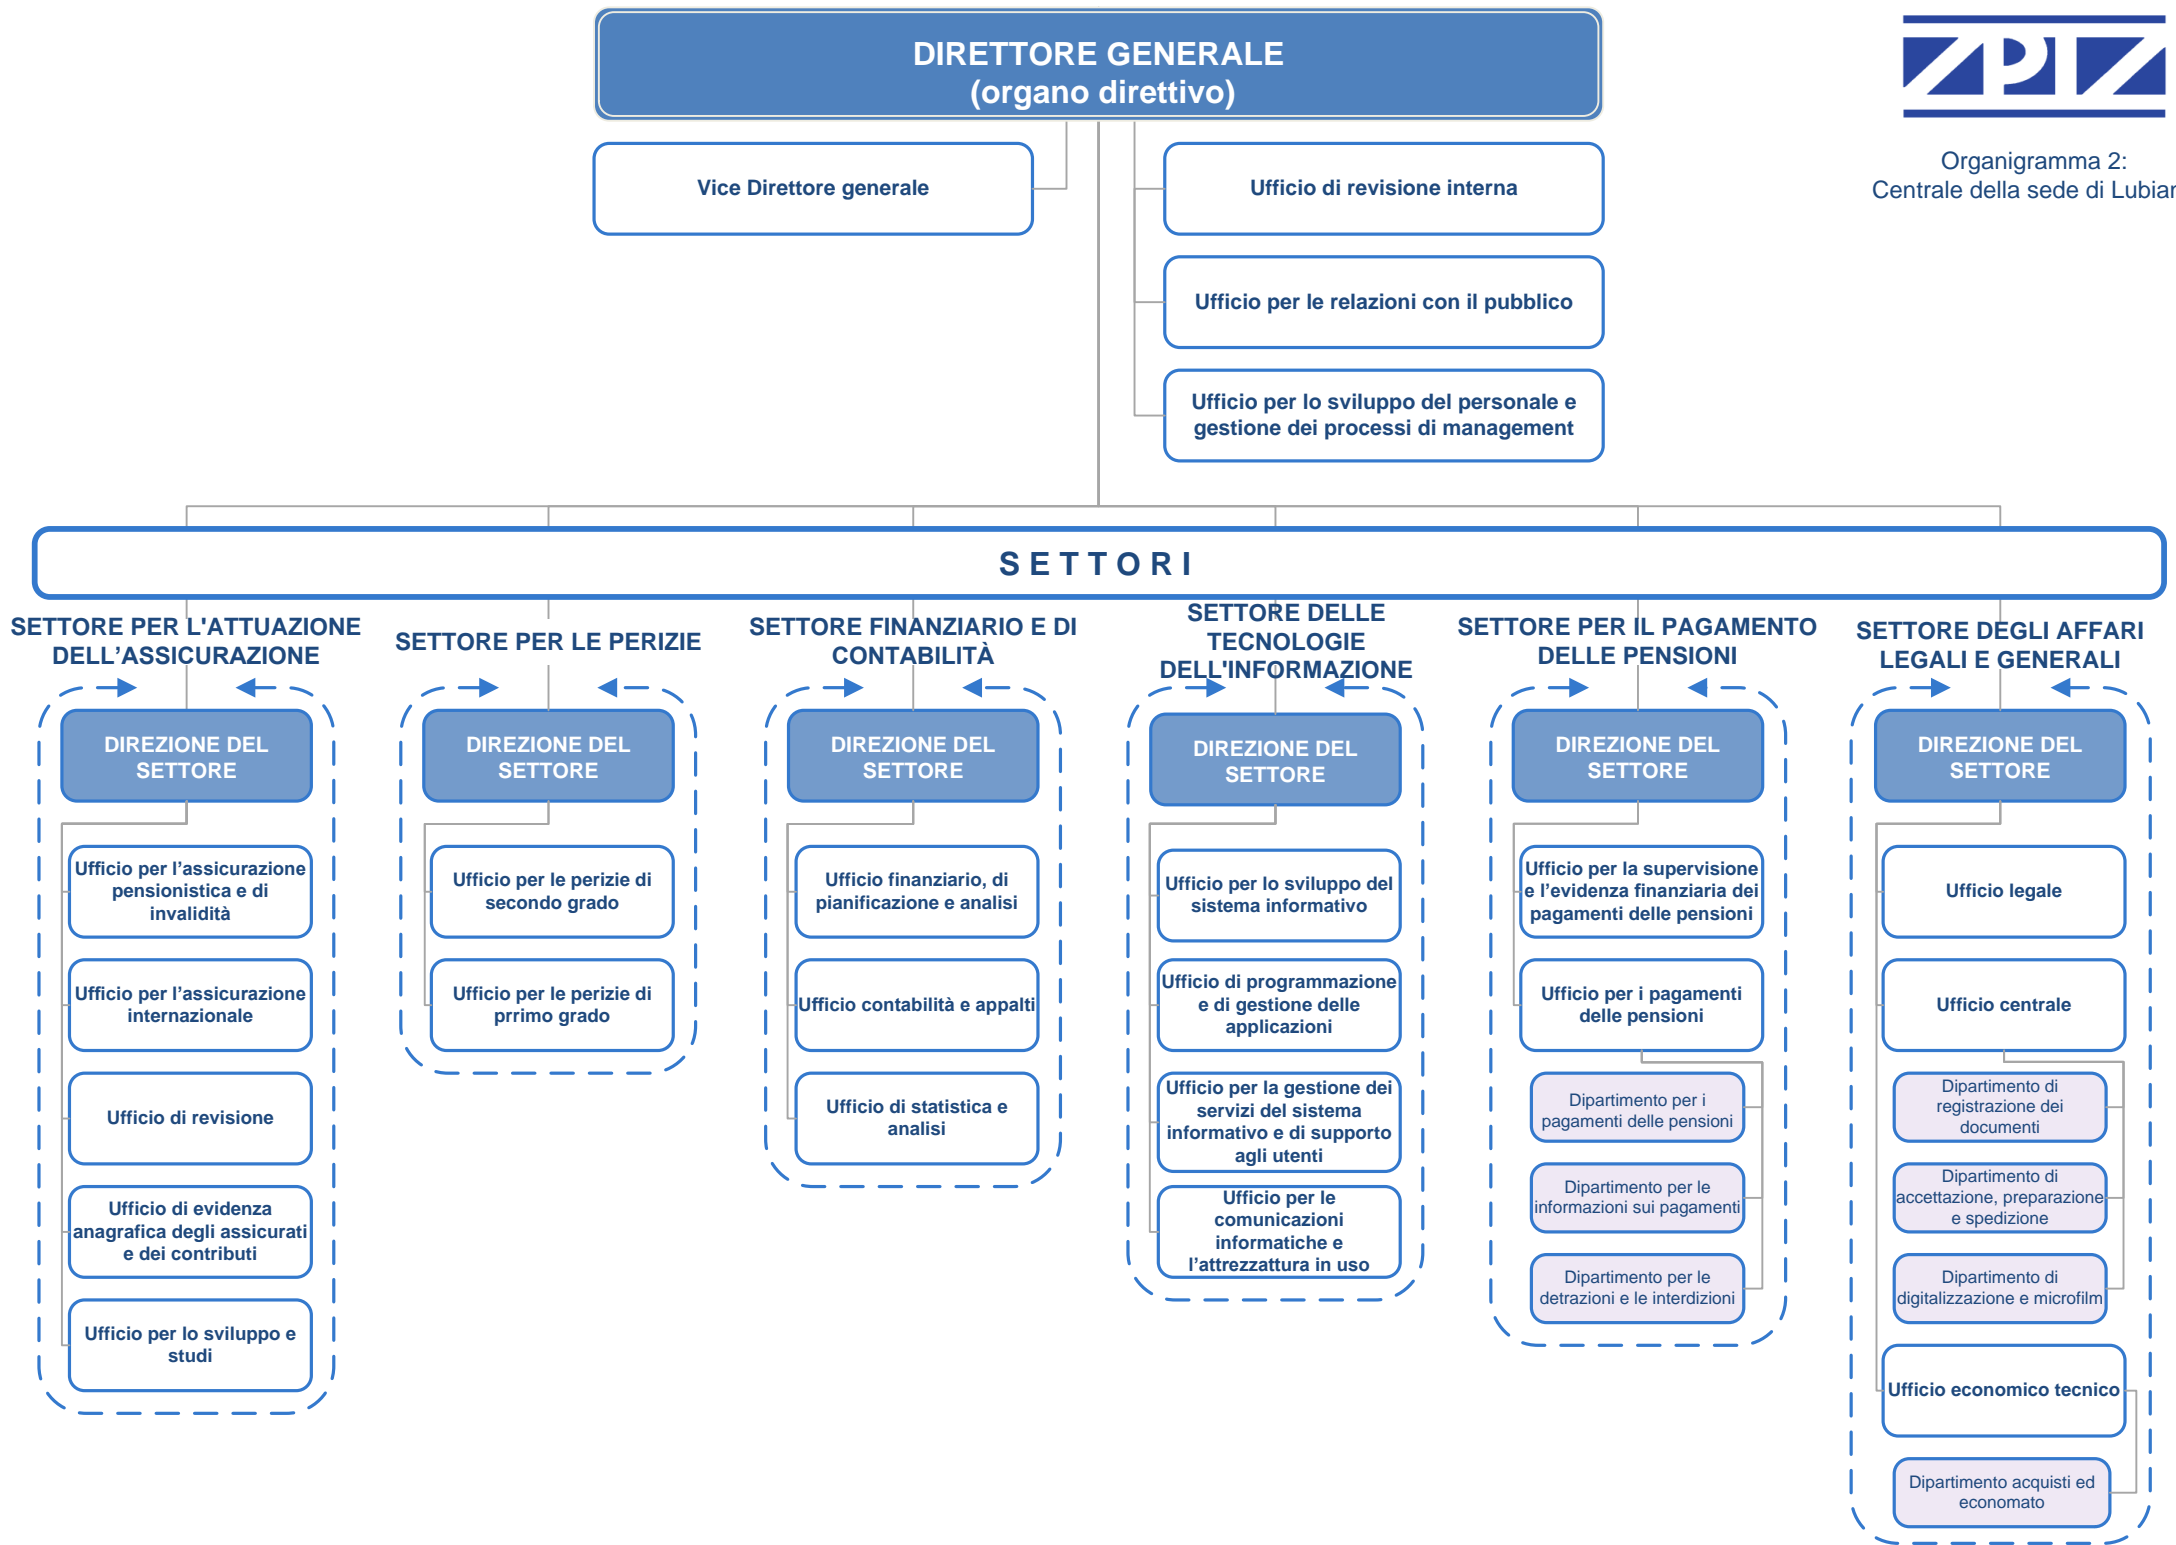 DIRETTORE GENERALE
(organo direttivo)
ZPIZ
Organigramma 2:
Centrale della sede di Lubian
Vice Direttore generale
Ufficio di revisione interna
Ufficio per le relazioni con il pubblico
Ufficio per lo sviluppo del personale e
gestione dei processi di management
SETTORI
SETTORE PER L'ATTUAZIONE
DELL’ASSICURAZIONE
DIREZIONE DEL
SETTORE
Ufficio per l’assicurazione
pensionistica e di
invalidità
Ufficio per l’assicurazione
internazionale
Ufficio di revisione
Ufficio di evidenza
anagrafica degli assicurati
e dei contributi
Ufficio per lo sviluppo e
studi
SETTORE PER LE PERIZIE
DIREZIONE DEL
SETTORE
Ufficio per le perizie di
secondo grado
Ufficio per le perizie di
prrimo grado
SETTORE FINANZIARIO E DI
CONTABILITÀ
DIREZIONE DEL
SETTORE
Ufficio finanziario, di
pianificazione e analisi
Ufficio contabilità e appalti
Ufficio di statistica e
analisi
SETTORE DELLE
TECNOLOGIE
DELL'INFORMAZIONE
DIREZIONE DEL
SETTORE
Ufficio per lo sviluppo del
sistema informativo
Ufficio di programmazione
e di gestione delle
applicazioni
Ufficio per la gestione dei
servizi del sistema
informativo e di supporto
agli utenti
Ufficio per le
comunicazioni
informatiche e
l’attrezzattura in uso
SETTORE PER IL PAGAMENTO
DELLE PENSIONI
DIREZIONE DEL
SETTORE
Ufficio per la supervisione
e l’evidenza finanziaria dei
pagamenti delle pensioni
Ufficio per i pagamenti
delle pensioni
Dipartimento per i
pagamenti delle pensioni
Dipartimento per le
informazioni sui pagamenti
Dipartimento per le
detrazioni e le interdizioni
SETTORE DEGLI AFFARI
LEGALI E GENERALI
DIREZIONE DEL
SETTORE
Ufficio legale
Ufficio centrale
Dipartimento di
registrazione dei
documenti
Dipartimento di
accettazione, preparazione
e spedizione
Dipartimento di
digitalizzazione e microfilm
Ufficio economico tecnico
Dipartimento acquisti ed
economato